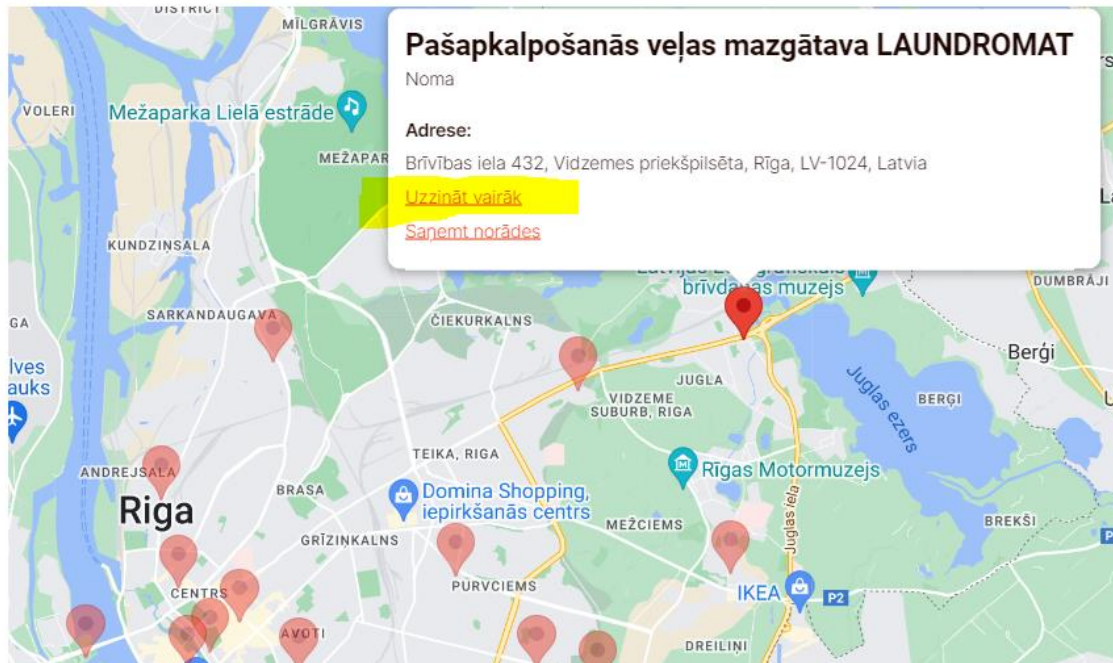 DISTRICT
MĪLGRĀVIS
Pašapkalpošanās veļas mazgātava LAUNDROMAT
Noma
Adrese:
Brīvības iela 432, Vidzemes priekšpilsēta, Rīga, LV-1024, Latvia
Uzzināt vairāk
Saņemt norādes
VOLERI
Mežaparka Lielā estrāde
MEŽAPAR
KUNDZIŅSALA
brīvdabas muzejs
DUMBRĀJI
SARKANDAUGAVA
ČIEKURKALNS
Berģi
JUGLA
VIDZEME
SUBURB, RIGA
BERĢI
Juglas ezers
TEIKA, RIGA
ANDREJSALA
Riga
BRASA
Domina Shopping,
iepirkšanās centrs
Rīgas Motormuzejs
MEŽCIEMS
Juglas iela
BREKŠI
GRĪZIŅKALNS
PURVCIEMS
CENTRS
IKEA
P2
AVOTI
DREILIŅI